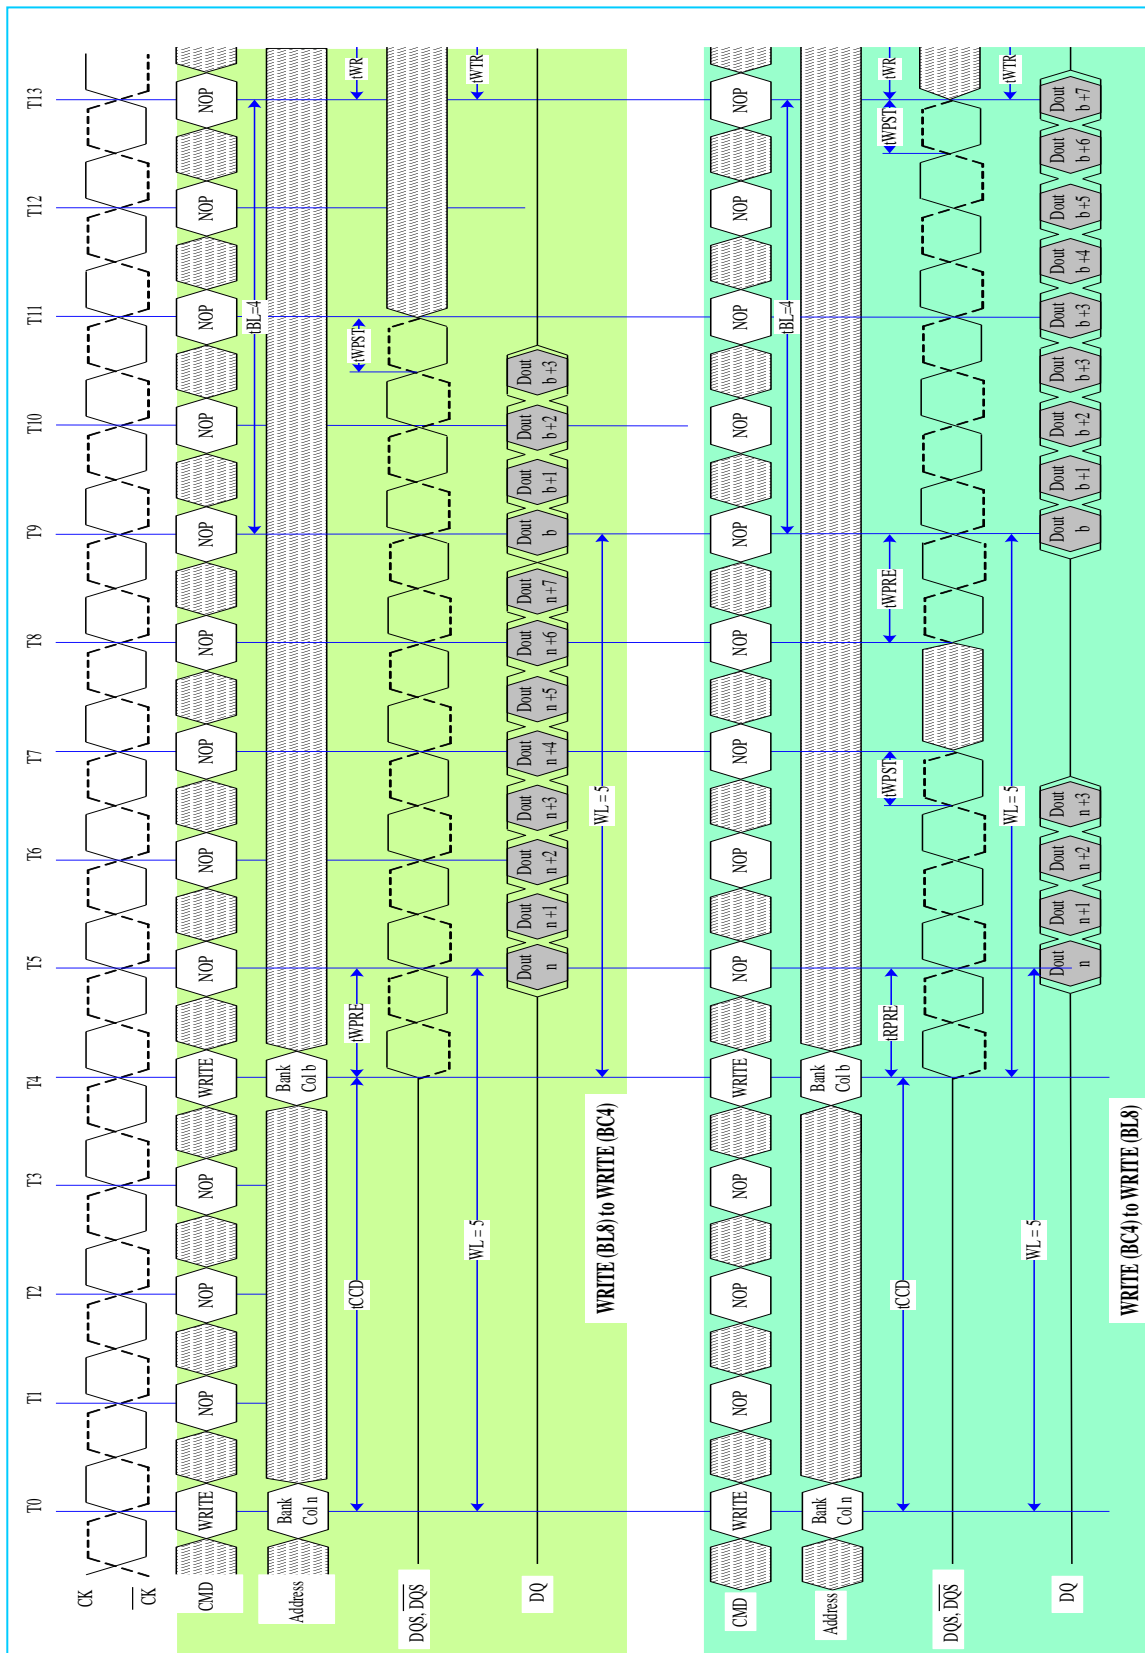 T0 T1 T2 T3 T4 T5 T6 T7 T8 T9 T10 T11 T12 T13
CK
CK
CMD
WRITE NOP NOP NOP WRITE NOP NOP NOP NOP NOP NOP NOP NOP NOP
tBL=4
Address
Bank Col n
Bank Col b
tCCD
tWPRE
tWPST
tWR
DQS, DQS
WL = 5
tWTR
DQ
Dout n
Dout n+1
Dout n+2
Dout n+3
Dout n+4
Dout n+5
Dout n+6
Dout n+7
Dout b
Dout b+1
Dout b+2
Dout b+3
WL = 5
WRITE (BL8) to WRITE (BC4)
CMD
WRITE NOP NOP NOP WRITE NOP NOP NOP NOP NOP NOP NOP NOP NOP
tBL=4
Address
Bank Col n
Bank Col b
tCCD
tRPRE
tWPST
tWPRE
tWPST
tWR
DQS, DQS
WL = 5
tWTR
WL = 5
DQ
Dout n
Dout n+1
Dout n+2
Dout n+3
Dout b
Dout b+1
Dout b+2
Dout b+3
Dout b+3
Dout b+4
Dout b+5
Dout b+6
Dout b+7
WRITE (BC4) to WRITE (BL8)